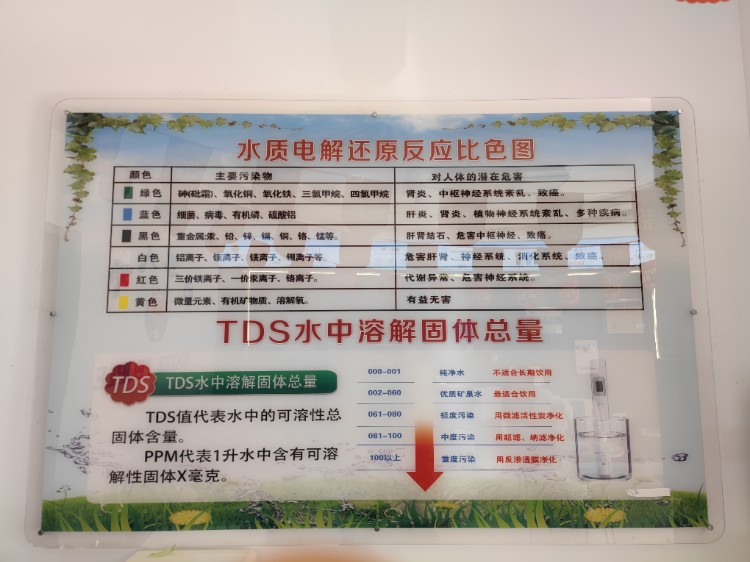 水质电解还原反应比色图
颜色 主要污染物 对人体的潜在危害
绿色 砷(砒霜)、氧化铜、氧化铁、三氯甲烷、四氯甲烷 肾炎、中枢神经系统紊乱、致癌。
蓝色 细菌、病毒、有机磷、硫酸铝 肝炎、肾炎、植物神经系统紊乱、多种疾病。
黑色 重金属:汞、铅、锌、镉、铜、铬、锰等。 肝肾结石、危害中枢神经、致癌。
白色 铝离子、镍离子、镁离子、锡离子等。 危害肝肾、神经系统、消化系统、致癌。
红色 三价铁离子、一价汞离子、铬离子。 代谢异常、危害神经系统。
黄色 微量元素、有机矿物质、溶解氧。 有益无害
TDS水中溶解固体总量
TDS TDS水中溶解固体总量
TDS值代表水中的可溶性总
固体含量。
PPM代表1升水中含有可溶
解性固体X毫克。
000-001 纯净水 不适合长期饮用
002-060 优质矿泉水 最适合饮用
061-080 轻度污染 用微滤活性炭净化
081-100 中度污染 用超滤、纳滤净化
100以上 重度污染 用反渗透膜净化